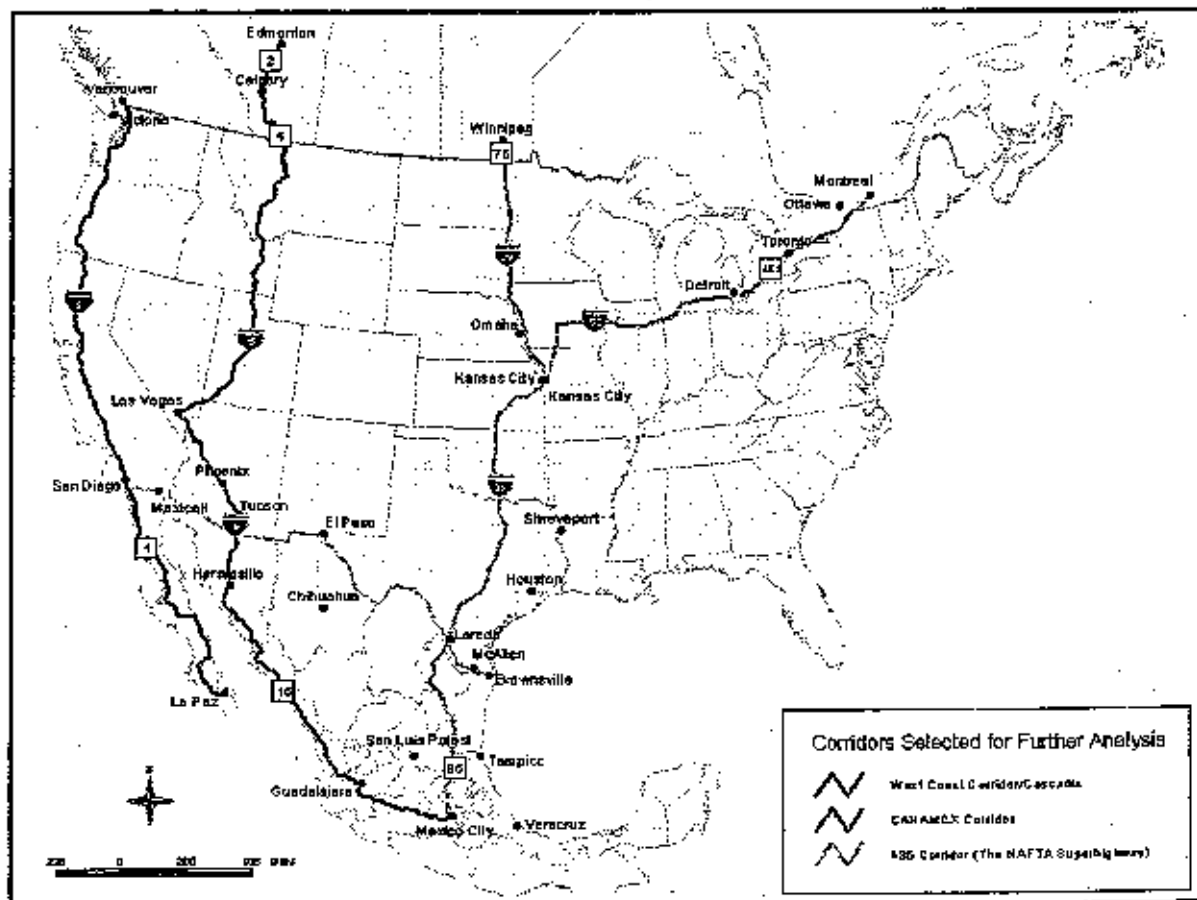 Edmonton
2
Calgary
Vancouver
Winnipeg
75
Montreal
Ottawa
Toronto
Detroit
Omaha
Kansas City
Kansas City
Las Vegas
Phoenix
San Diego
Mexicali
Tucson
El Paso
Shreveport
1
Hermosillo
Chihuahua
Houston
Laredo
McAllen
Brownsville
La Paz
15
San Luis Potosi
Tampico
85
Guadalajara
Mexico City
Veracruz
Corridors Selected for Further Analysis
West Coast Corridor/Cascadia
CANAMEX Corridor
I-35 Corridor (The NAFTA Superhighway)
0